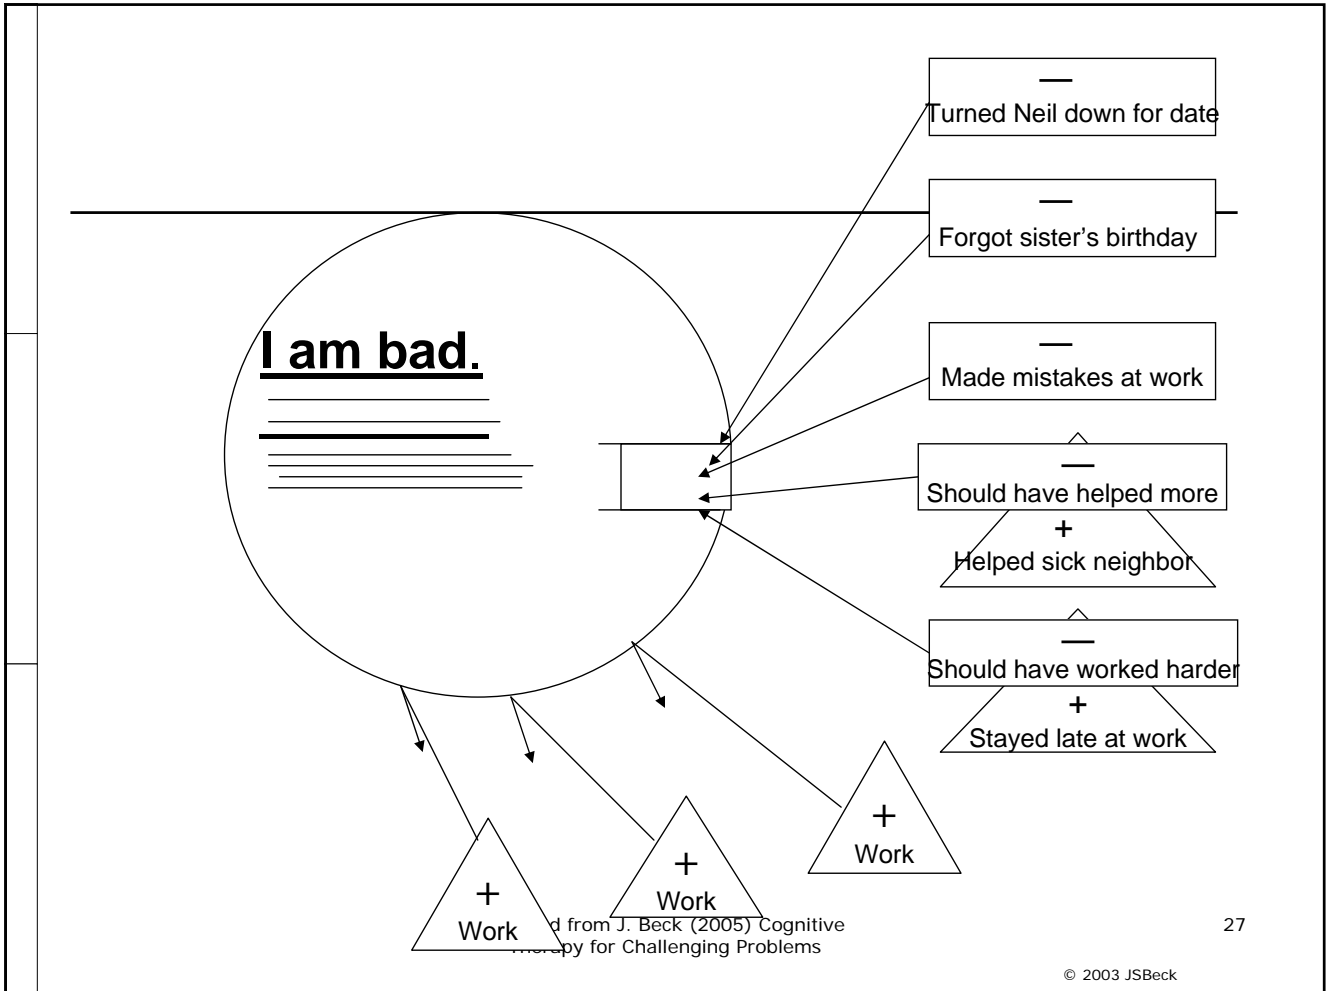 —
Turned Neil down for date
—
Forgot sister’s birthday
I am bad.
—
Made mistakes at work
—
Should have helped more
+
Helped sick neighbor
—
Should have worked harder
+
Stayed late at work
+
Work
+
Work
+
Work
from J. Beck (2005) Cognitive
for Challenging Problems
27
© 2003 JSBeck